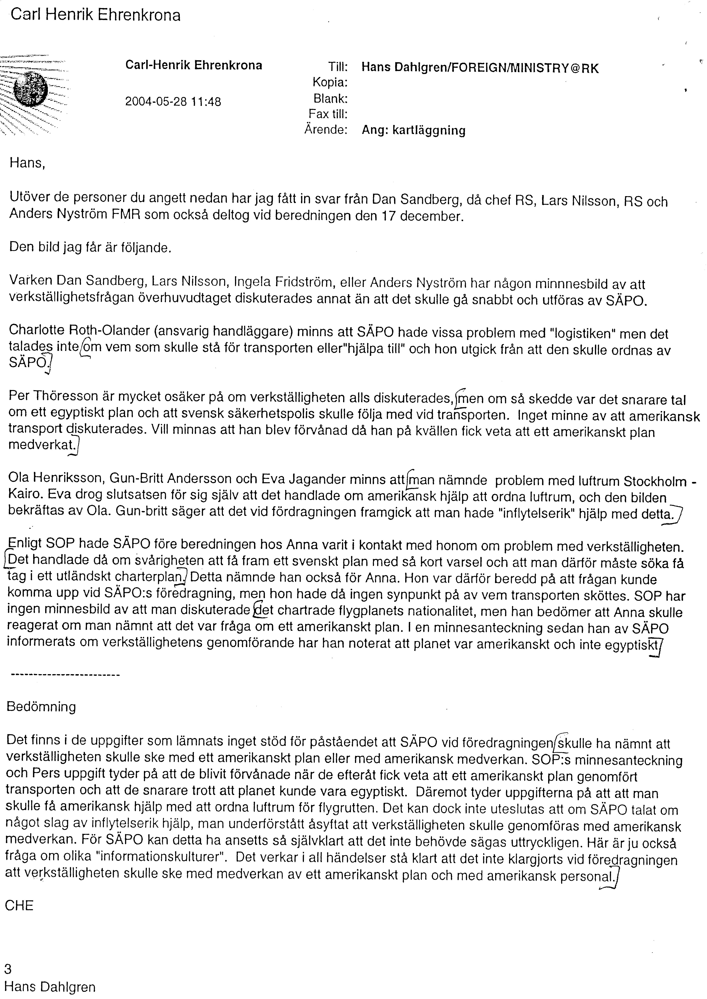 Carl Henrik Ehrenkrona
Carl-Henrik Ehrenkrona
2004-05-28 11:48
Till: Hans Dahlgren/FOREIGN/MINISTRY@RK
Kopia:
Blank:
Fax till:
Ärende: Ang: kartläggning
Hans,
Utöver de personer du angett nedan har jag fått in svar från Dan Sandberg, då chef RS, Lars Nilsson, RS och
Anders Nyström FMR som också deltog vid beredningen den 17 december.
Den bild jag får är följande.
Varken Dan Sandberg, Lars Nilsson, Ingela Fridström, eller Anders Nyström har någon minnnesbild av att
verkställighetsfrågan överhuvudtaget diskuterades annat än att det skulle gå snabbt och utföras av SÄPO.
Charlotte Roth-Olander (ansvarig handläggare) minns att SÄPO hade vissa problem med "logistiken" men det
talades inte om vem som skulle stå för transporten eller"hjälpa till" och hon utgick från att den skulle ordnas av
SÄPO.
Per Thöresson är mycket osäker på om verkställigheten alls diskuterades, men om så skedde var det snarare tal
om ett egyptiskt plan och att svensk säkerhetspolis skulle följa med vid transporten. Inget minne av att amerikansk
transport diskuterades. Vill minnas att han blev förvånad då han på kvällen fick veta att ett amerikanskt plan
medverkat.
Ola Henriksson, Gun-Britt Andersson och Eva Jagander minns att man nämnde problem med luftrum Stockholm -
Kairo. Eva drog slutsatsen för sig själv att det handlade om amerikansk hjälp att ordna luftrum, och den bilden
bekräftas av Ola. Gun-britt säger att det vid fördragningen framgick att man hade "inflytelserik" hjälp med detta.
Enligt SOP hade SÄPO före beredningen hos Anna varit i kontakt med honom om problem med verkställigheten.
Det handlade då om svårigheten att få fram ett svenskt plan med så kort varsel och att man därför måste söka få
tag i ett utländskt charterplan. Detta nämnde han också för Anna. Hon var därför beredd på att frågan kunde
komma upp vid SÄPO:s föredragning, men hon hade då ingen synpunkt på av vem transporten sköttes. SOP har
ingen minnesbild av att man diskuterade det chartrade flygplanets nationalitet, men han bedömer att Anna skulle
reagerat om man nämnt att det var fråga om ett amerikanskt plan. I en minnesanteckning sedan han av SÄPO
informerats om verkställighetens genomförande har han noterat att planet var amerikanskt och inte egyptiskt
------------------------
Bedömning
Det finns i de uppgifter som lämnats inget stöd för påståendet att SÄPO vid föredragningen skulle ha nämnt att
verkställigheten skulle ske med ett amerikanskt plan eller med amerikansk medverkan. SOP:s minnesanteckning
och Pers uppgift tyder på att de blivit förvånade när de efteråt fick veta att ett amerikanskt plan genomfört
transporten och att de snarare trott att planet kunde vara egyptiskt. Däremot tyder uppgifterna på att att man
skulle få amerikansk hjälp med att ordna luftrum för flygrutten. Det kan dock inte uteslutas att om SÄPO talat om
något slag av inflytelserik hjälp, man underförstått åsyftat att verkställigheten skulle genomföras med amerikansk
medverkan. För SÄPO kan detta ha ansetts så självklart att det inte behövde sägas uttryckligen. Här är ju också
fråga om olika "informationskulturer". Det verkar i all händelser stå klart att det inte klargjorts vid föredragningen
att verkställigheten skulle ske med medverkan av ett amerikanskt plan och med amerikansk personal.
CHE
3
Hans Dahlgren